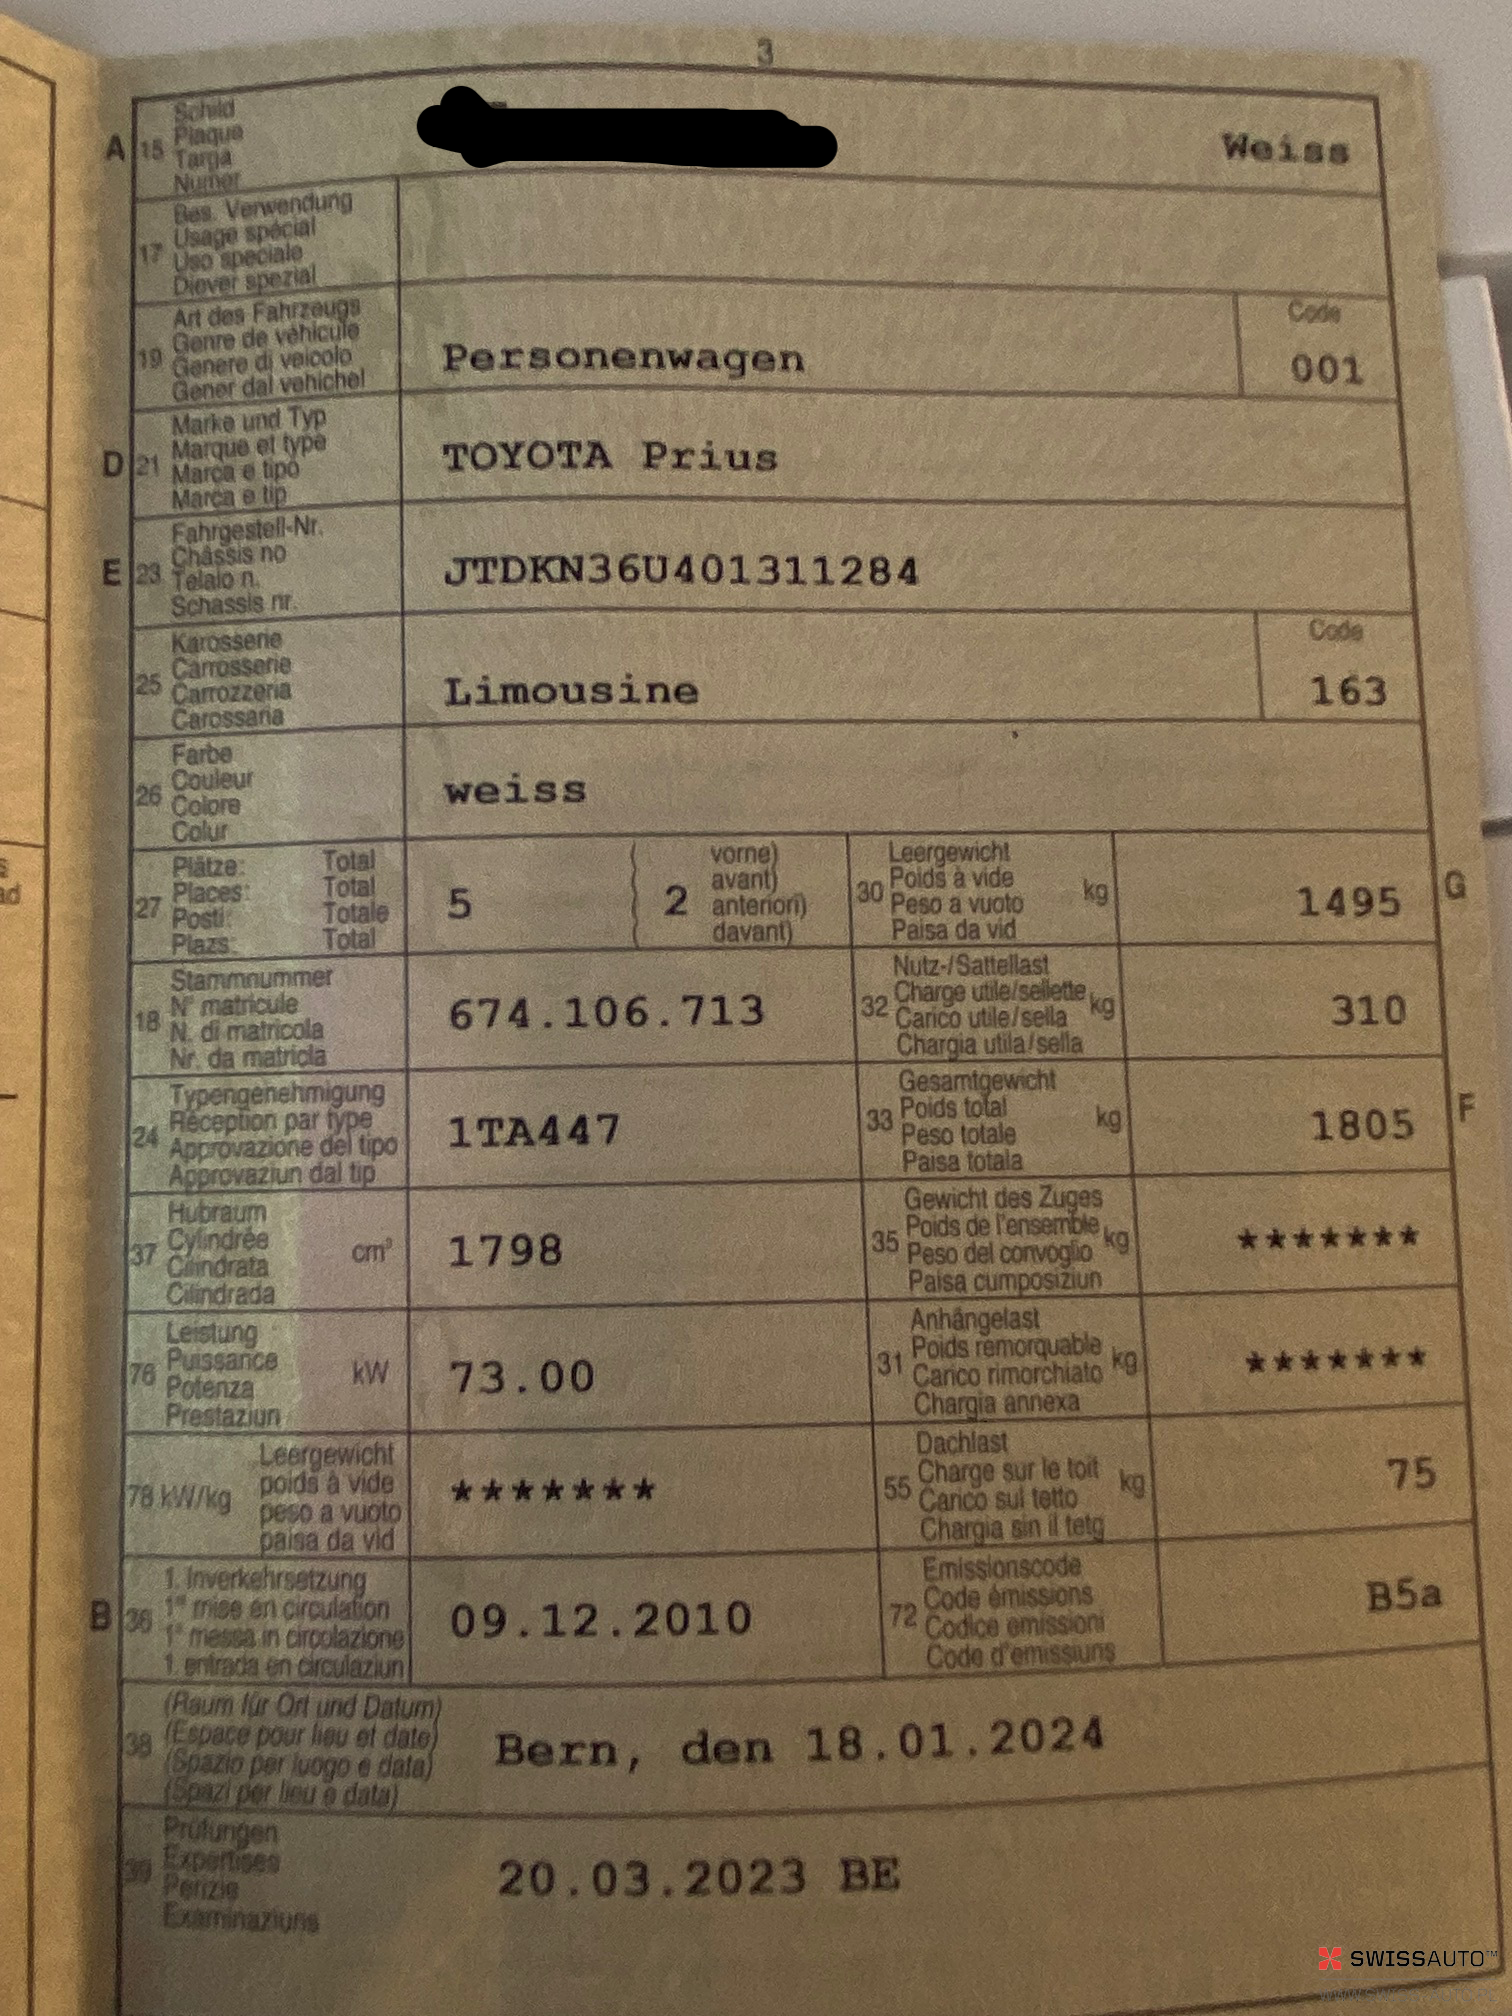 3
A 15 Schild
Plaque
Targa
Numer
Weiss
17 Bes. Verwendung
Usage spécial
Uso speciale
Diever spezial
19 Art des Fahrzeugs
Genre de véhicule
Genere di veicolo
Gener dal vehichel
Personenwagen
Code
001
D 21 Marke und Typ
Marque et type
Marca e tipo
Marca e tip
TOYOTA Prius
E 23 Fahrgestell-Nr.
Châssis no
Telaio n.
Schassis nr.
JTDKN36U401311284
25 Karosserie
Carrosserie
Carrozzeria
Carossaria
Limousine
Code
163
26 Farbe
Couleur
Colore
Colur
weiss
27 Plätze: Total
Places: Total
Posti: Totale
Plazs: Total
5
2
vorne)
avant)
anteriori)
davant)
30 Leergewicht
Poids à vide
Peso a vuoto
Paisa da vid
kg
1495
G
18 Stammnummer
N° matricule
N. di matricola
Nr. da matricla
674.106.713
32 Nutz-/Sattellast
Charge utile/sellette
Carico utile/sella
Chargia utila/sella
kg
310
24 Typengenehmigung
Réception par type
Approvazione del tipo
Approvaziun dal tip
1TA447
33 Gesamtgewicht
Poids total
Peso totale
Paisa totala
kg
1805
F
37 Hubraum
Cylindrée
Cilindrata
Cilindrada
cm³
1798
35 Gewicht des Zuges
Poids de l'ensemble
Peso del convoglio
Paisa cumposiziun
kg
*******
76 Leistung
Puissance
Potenza
Prestaziun
kW
73.00
31 Anhängelast
Poids remorquable
Carico rimorchiato
Chargia annexa
kg
*******
78 kW/kg
Leergewicht
poids à vide
peso a vuoto
paisa da vid
*******
55 Dachlast
Charge sur le toit
Carico sul tetto
Chargia sin il tetg
kg
75
B 36 1. Inverkehrsetzung
1re mise en circulation
1a messa in circolazione
1. entrada en circulaziun
09.12.2010
72 Emissionscode
Code émissions
Codice emissioni
Code d'emissiuns
B5a
38 (Raum für Ort und Datum)
(Espace pour lieu et date)
(Spazio per luogo e data)
(Spazi per lieu e data)
Bern, den 18.01.2024
39 Prüfungen
Expertises
Perizie
Examinaziuns
20.03.2023 BE
SWISSAUTO™